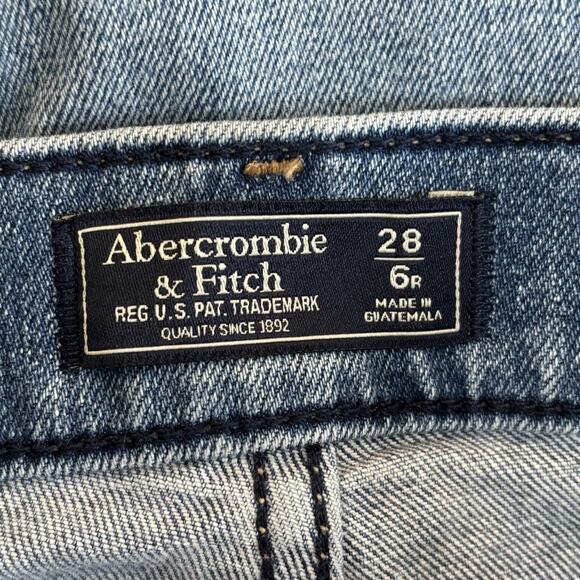 Abercrombie
& Fitch
REG. U.S. PAT. TRADEMARK
QUALITY SINCE 1892
28
6R
MADE IN
GUATEMALA